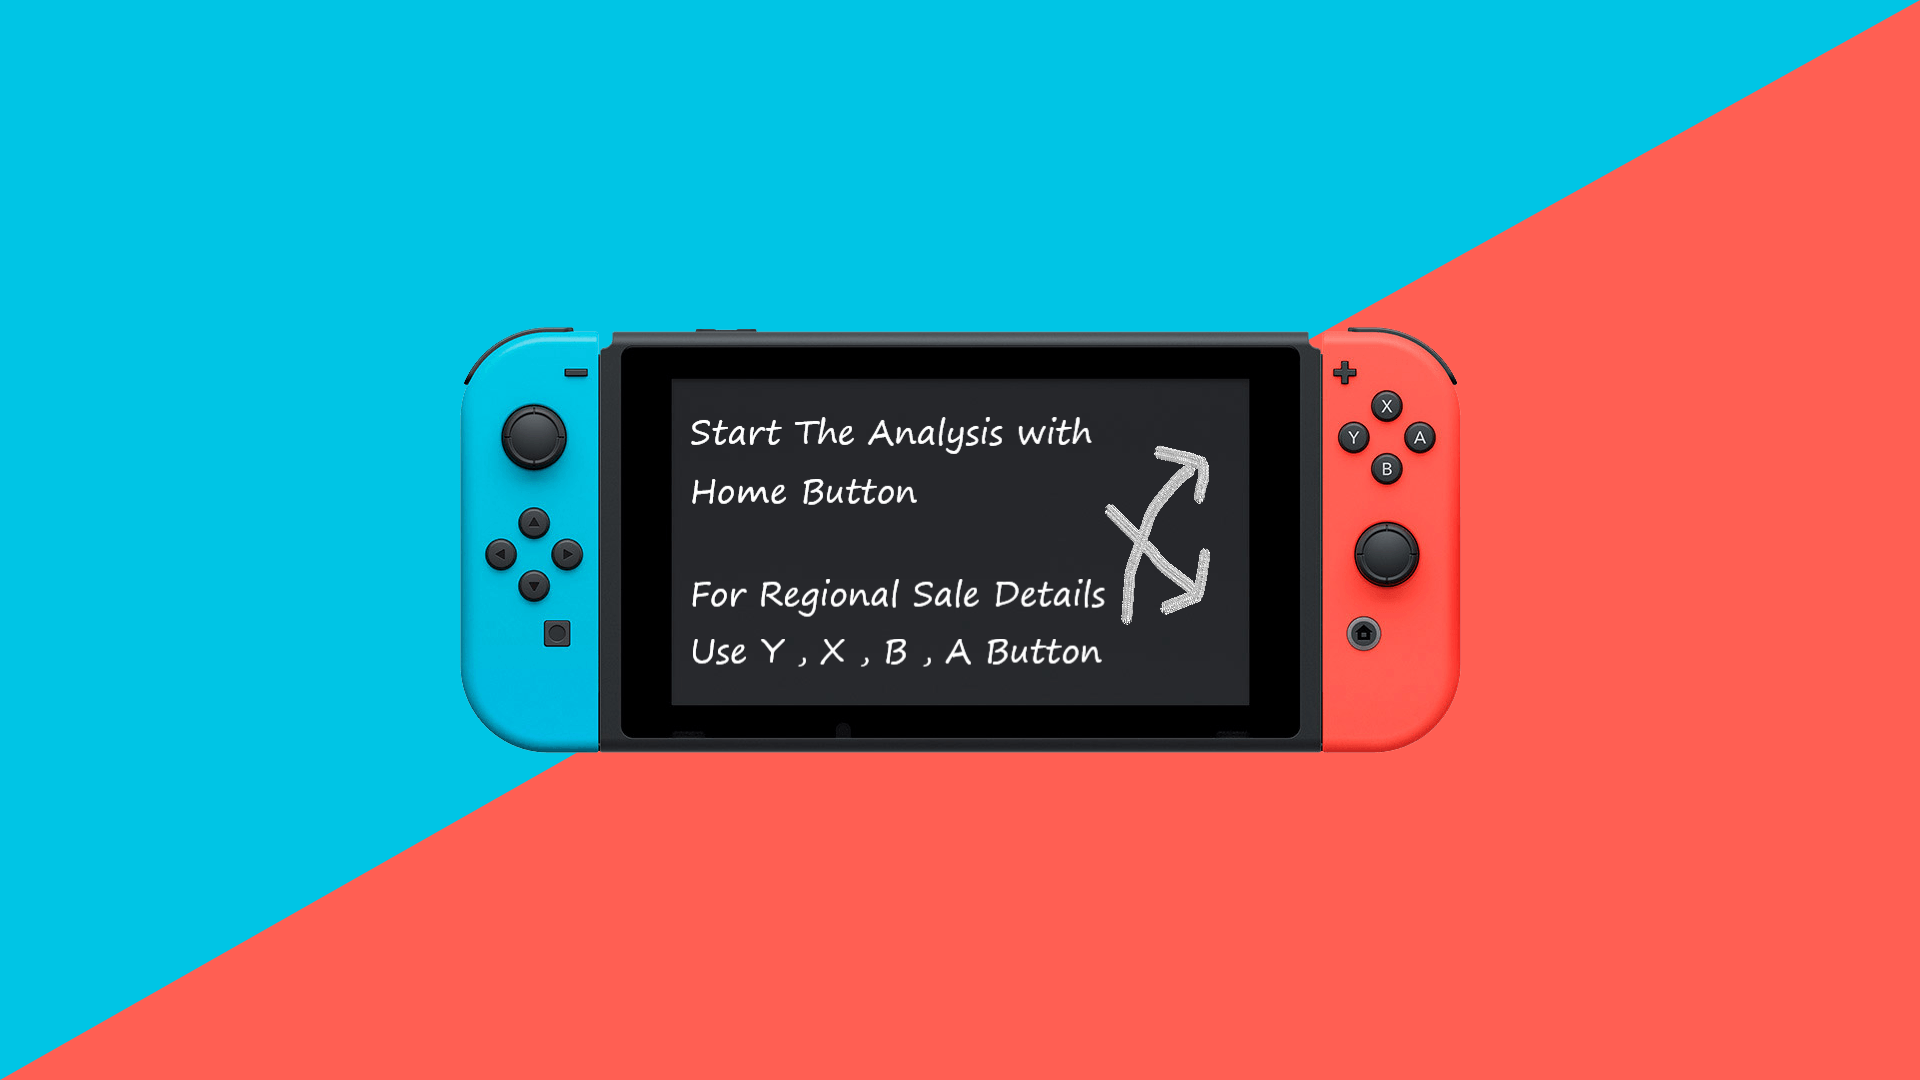 Start The Analysis with
Home Button
For Regional Sale Details
Use Y , X , B , A Button
X
Y
A
B